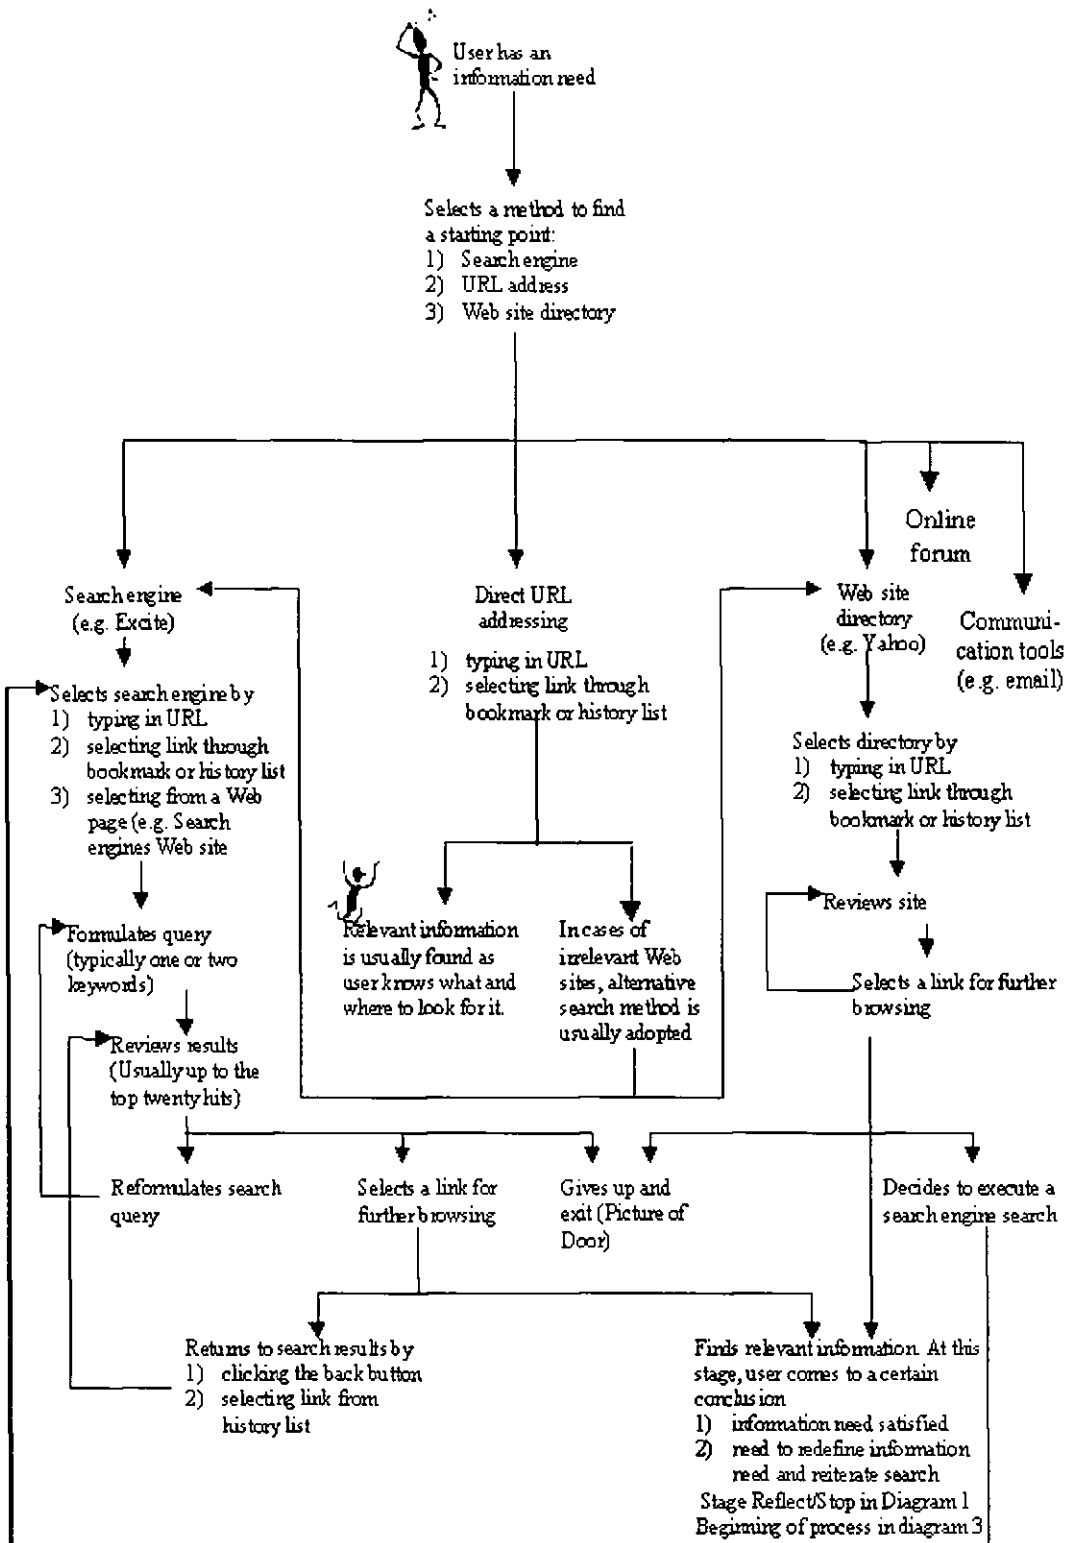 User has an
information need
Selects a method to find
a starting point:
1) Search engine
2) URL address
3) Web site directory
Online
forum
Search engine
(e.g. Excite)
Direct URL
addressing
Web site
directory
(e.g. Yahoo)
Communi-
cation tools
(e.g. email)
1) typing in URL
2) selecting link through
bookmark or history list
Selects search engine by
1) typing in URL
2) selecting link through
bookmark or history list
3) selecting from a Web
page (e.g. Search
engines Web site
Selects directory by
1) typing in URL
2) selecting link through
bookmark or history list
Reviews site
Formulates query
(typically one or two
keywords)
Relevant information
is usually found as
user knows what and
where to look for it.
In cases of
irrelevant Web
sites, alternative
search method is
usually adopted
Selects a link for further
browsing
Reviews results
(Usually up to the
top twenty hits)
Reformulates search
query
Selects a link for
further browsing
Gives up and
exit (Picture of
Door)
Decides to execute a
search engine search
Returns to search results by
1) clicking the back button
2) selecting link from
history list
Finds relevant information. At this
stage, user comes to a certain
conclusion
1) information need satisfied
2) need to redefine information
need and reiterate search
Stage Reflect/Stop in Diagram 1
Beginning of process in diagram 3